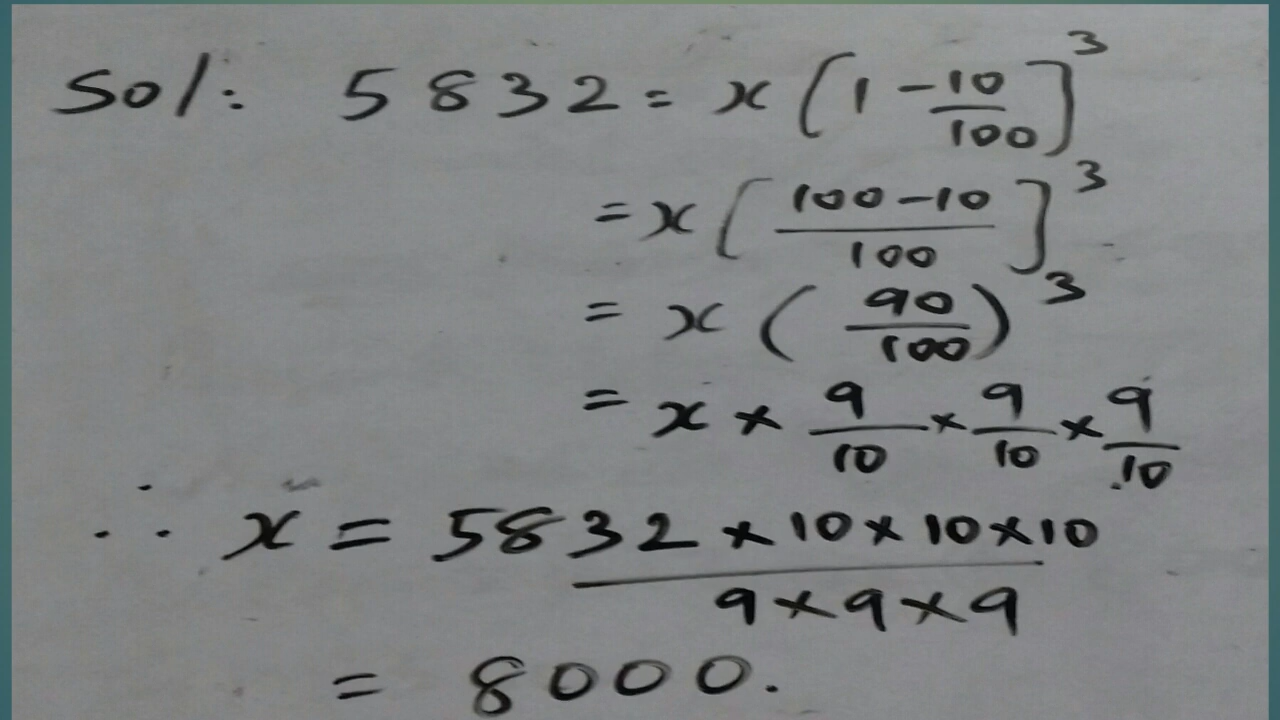 Sol: 5832 = x[1 - 10/100]^3
= x[(100-10)/100]^3
= x(90/100)^3
= x × 9/10 × 9/10 × 9/10
∴ x = 5832 × 10 × 10 × 10 / 9 × 9 × 9
= 8000.